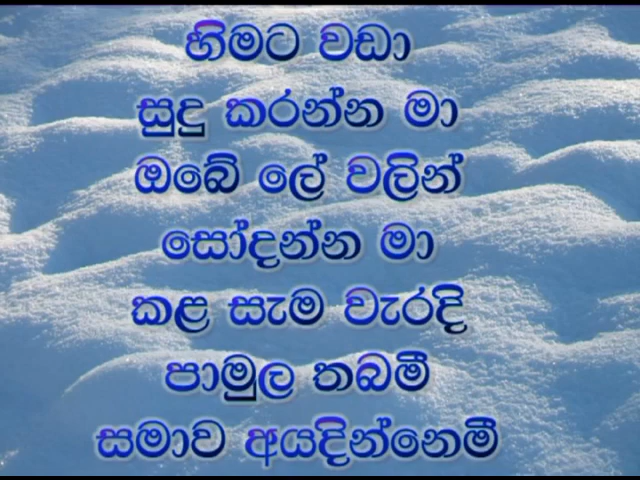 හිමට වඩා
සුදු කරන්න මා
ඔබේ ලේ වලින්
සෝදන්න මා
කළ සැම වැරදි
පාමුල තබමී
සමාව අයදින්නෙමී